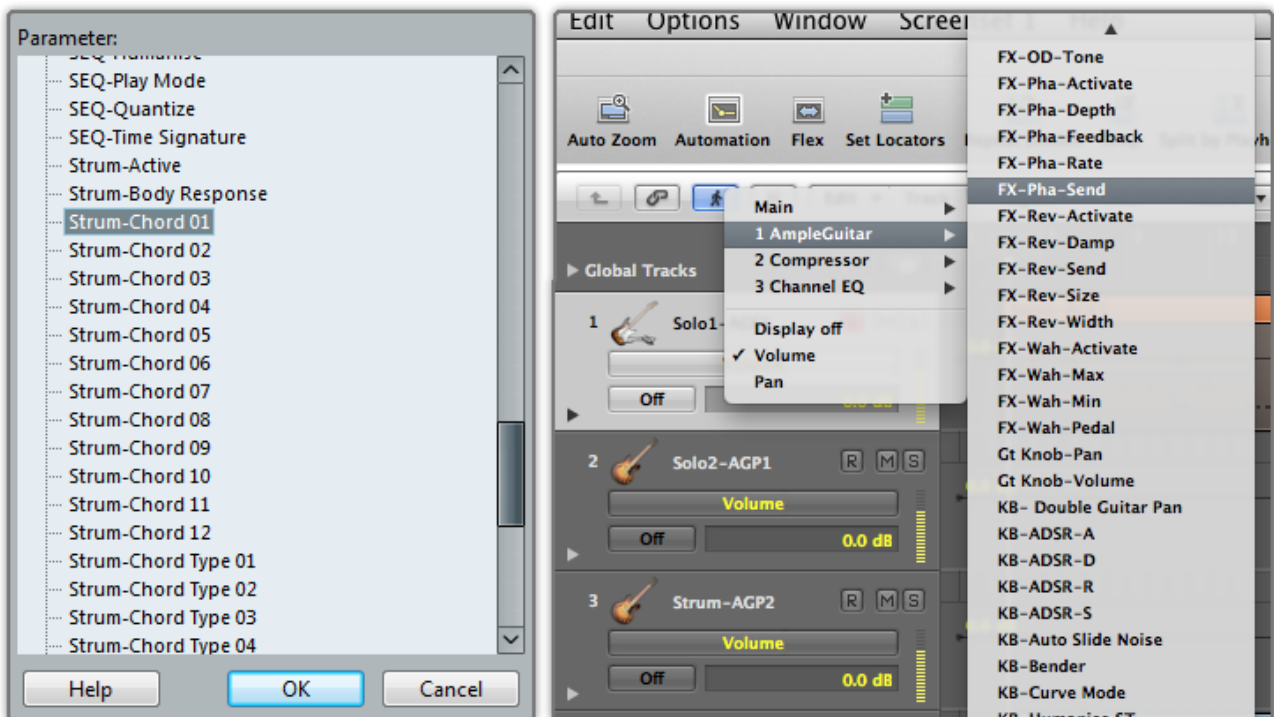 Parameter:
SEQ-Humanise
SEQ-Play Mode
SEQ-Quantize
SEQ-Time Signature
Strum-Active
Strum-Body Response
Strum-Chord 01
Strum-Chord 02
Strum-Chord 03
Strum-Chord 04
Strum-Chord 05
Strum-Chord 06
Strum-Chord 07
Strum-Chord 08
Strum-Chord 09
Strum-Chord 10
Strum-Chord 11
Strum-Chord 12
Strum-Chord Type 01
Strum-Chord Type 02
Strum-Chord Type 03
Strum-Chord Type 04
Help OK Cancel
Edit Options Window Screenset 1 Help
Auto Zoom Automation Flex Set Locators
Global Tracks
1 Solo1-
Off
2 Solo2-AGP1 R M S
Volume
Off 0.0 dB
3 Strum-AGP2 R M S
Volume
Off 0.0 dB
Main
1 AmpleGuitar
2 Compressor
3 Channel EQ
Display off
✓ Volume
Pan
FX-OD-Tone
FX-Pha-Activate
FX-Pha-Depth
FX-Pha-Feedback
FX-Pha-Rate
FX-Pha-Send
FX-Rev-Activate
FX-Rev-Damp
FX-Rev-Send
FX-Rev-Size
FX-Rev-Width
FX-Wah-Activate
FX-Wah-Max
FX-Wah-Min
FX-Wah-Pedal
Gt Knob-Pan
Gt Knob-Volume
KB- Double Guitar Pan
KB-ADSR-A
KB-ADSR-D
KB-ADSR-R
KB-ADSR-S
KB-Auto Slide Noise
KB-Bender
KB-Curve Mode